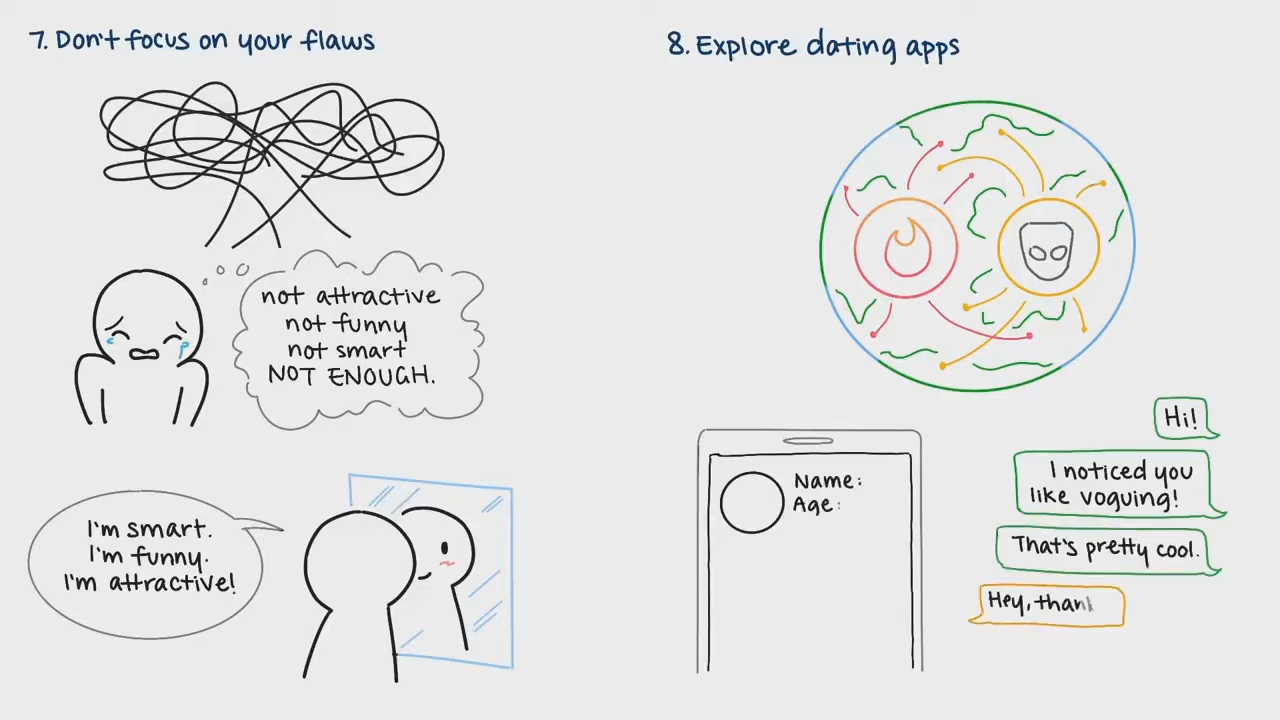 7. Don't focus on your flaws
not attractive
not funny
not smart
NOT ENOUGH.
I'm smart.
I'm funny.
I'm attractive!
8. Explore dating apps
Name:
Age:
Hi!
I noticed you
like voguing!
That's pretty cool.
Hey, than